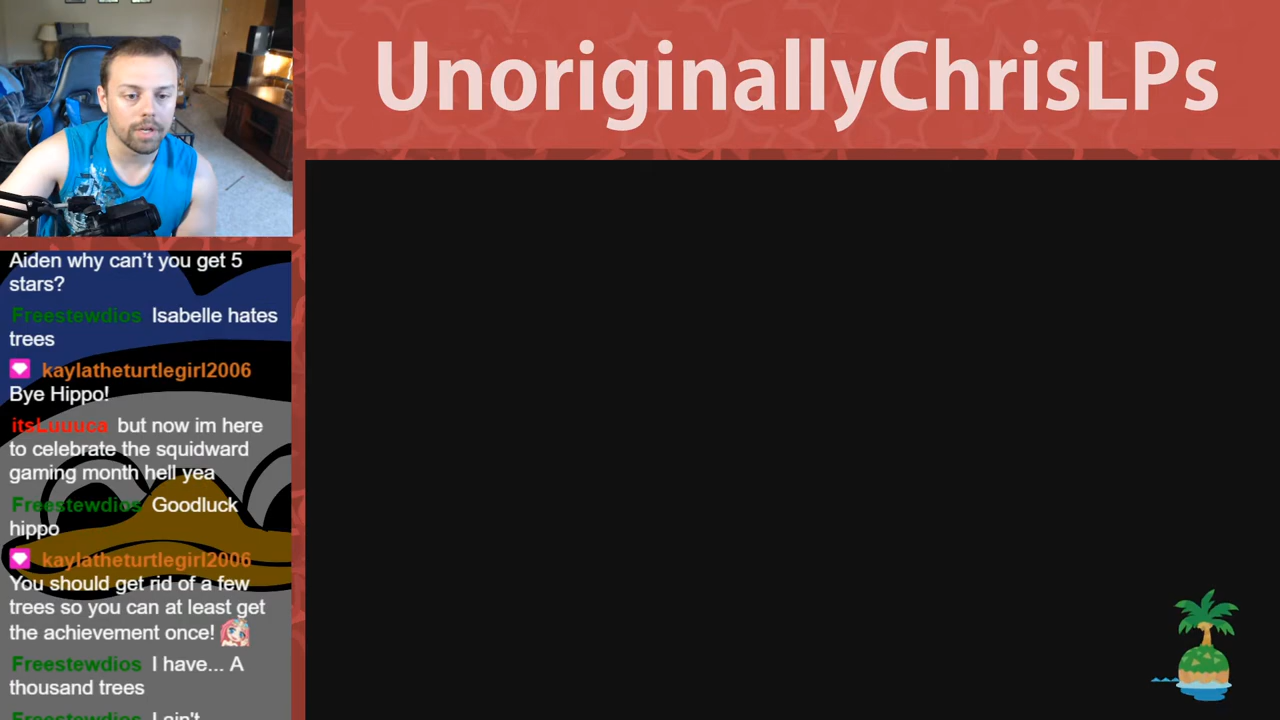 UnoriginallyChrisLPs
Aiden why can't you get 5
stars?
Freestewdios Isabelle hates
trees
kaylatheturtlegirl2006
Bye Hippo!
itsLuuuca but now im here
to celebrate the squidward
gaming month hell yea
Freestewdios Goodluck
hippo
kaylatheturtlegirl2006
You should get rid of a few
trees so you can at least get
the achievement once!
Freestewdios I have... A
thousand trees
Freestewdios I ain't